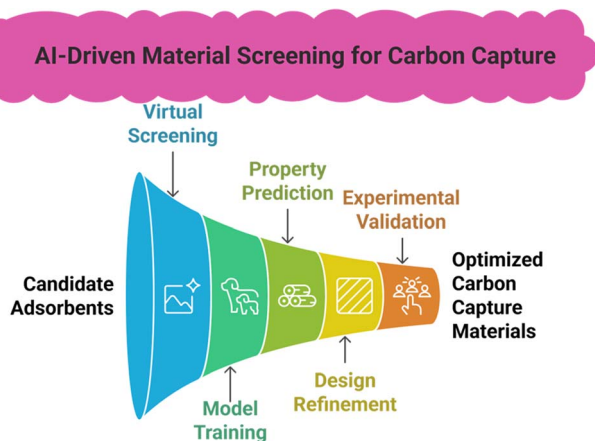 AI-Driven Material Screening for Carbon Capture
Virtual
Screening
Property
Prediction
Experimental
Validation
Candidate
Adsorbents
Optimized
Carbon
Capture
Materials
Model
Training
Design
Refinement